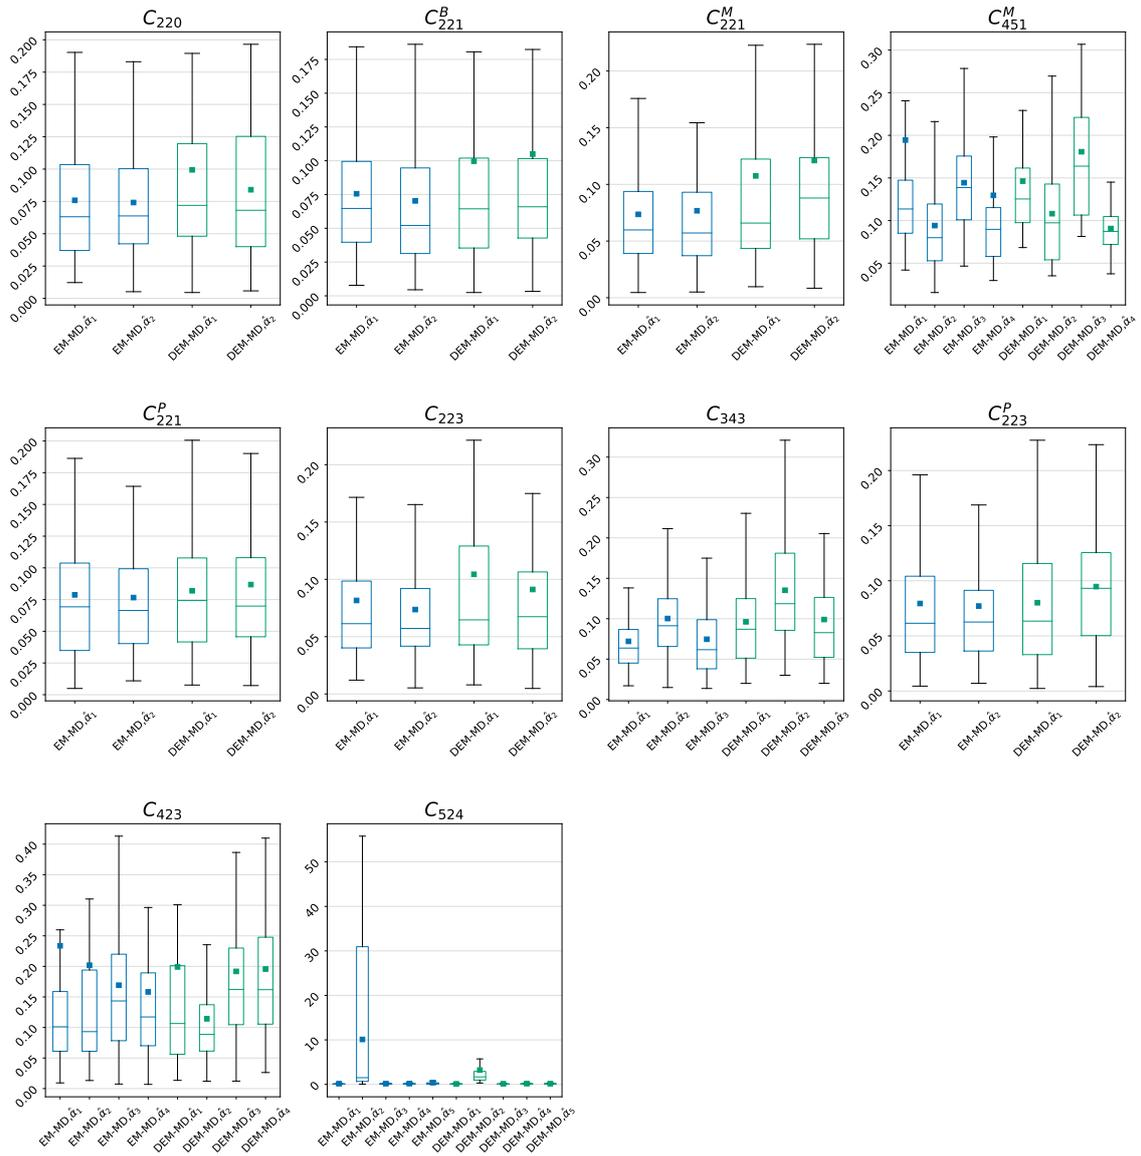 C220
0.200
0.175
0.150
0.125
0.100
0.075
0.050
0.025
0.000
EM-MD,α̂1
EM-MD,α̂2
DEM-MD,α̂1
DEM-MD,α̂2
C^B_221
0.175
0.150
0.125
0.100
0.075
0.050
0.025
0.000
EM-MD,α̂1
EM-MD,α̂2
DEM-MD,α̂1
DEM-MD,α̂2
C^M_221
0.20
0.15
0.10
0.05
0.00
EM-MD,α̂1
EM-MD,α̂2
DEM-MD,α̂1
DEM-MD,α̂2
C^M_451
0.30
0.25
0.20
0.15
0.10
0.05
EM-MD,α̂1
EM-MD,α̂2
EM-MD,α̂3
EM-MD,α̂4
DEM-MD,α̂1
DEM-MD,α̂2
DEM-MD,α̂3
DEM-MD,α̂4
C^P_221
0.200
0.175
0.150
0.125
0.100
0.075
0.050
0.025
0.000
EM-MD,α̂1
EM-MD,α̂2
DEM-MD,α̂1
DEM-MD,α̂2
C223
0.20
0.15
0.10
0.05
0.00
EM-MD,α̂1
EM-MD,α̂2
DEM-MD,α̂1
DEM-MD,α̂2
C343
0.30
0.25
0.20
0.15
0.10
0.05
0.00
EM-MD,α̂1
EM-MD,α̂2
EM-MD,α̂3
DEM-MD,α̂1
DEM-MD,α̂2
DEM-MD,α̂3
C^P_223
0.20
0.15
0.10
0.05
0.00
EM-MD,α̂1
EM-MD,α̂2
DEM-MD,α̂1
DEM-MD,α̂2
C423
0.40
0.35
0.30
0.25
0.20
0.15
0.10
0.05
0.00
EM-MD,α̂1
EM-MD,α̂2
EM-MD,α̂3
EM-MD,α̂4
DEM-MD,α̂1
DEM-MD,α̂2
DEM-MD,α̂3
DEM-MD,α̂4
C524
50
40
30
20
10
0
EM-MD,α̂1
EM-MD,α̂2
EM-MD,α̂3
EM-MD,α̂4
EM-MD,α̂5
DEM-MD,α̂1
DEM-MD,α̂2
DEM-MD,α̂3
DEM-MD,α̂4
DEM-MD,α̂5